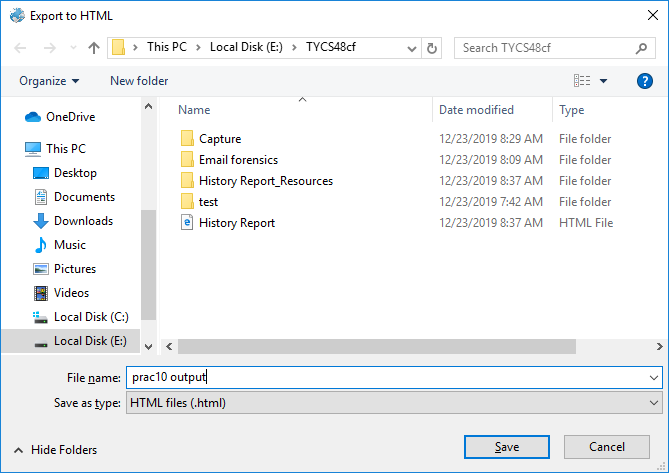 Export to HTML
This PC > Local Disk (E:) > TYCS48cf
Search TYCS48cf
Organize
New folder
OneDrive
This PC
Desktop
Documents
Downloads
Music
Pictures
Videos
Local Disk (C:)
Local Disk (E:)
Name Date modified Type
Capture 12/23/2019 8:29 AM File folder
Email forensics 12/23/2019 8:09 AM File folder
History Report_Resources 12/23/2019 8:37 AM File folder
test 12/23/2019 7:42 AM File folder
History Report 12/23/2019 8:37 AM HTML File
File name: prac10 output
Save as type: HTML files (.html)
Hide Folders
Save
Cancel